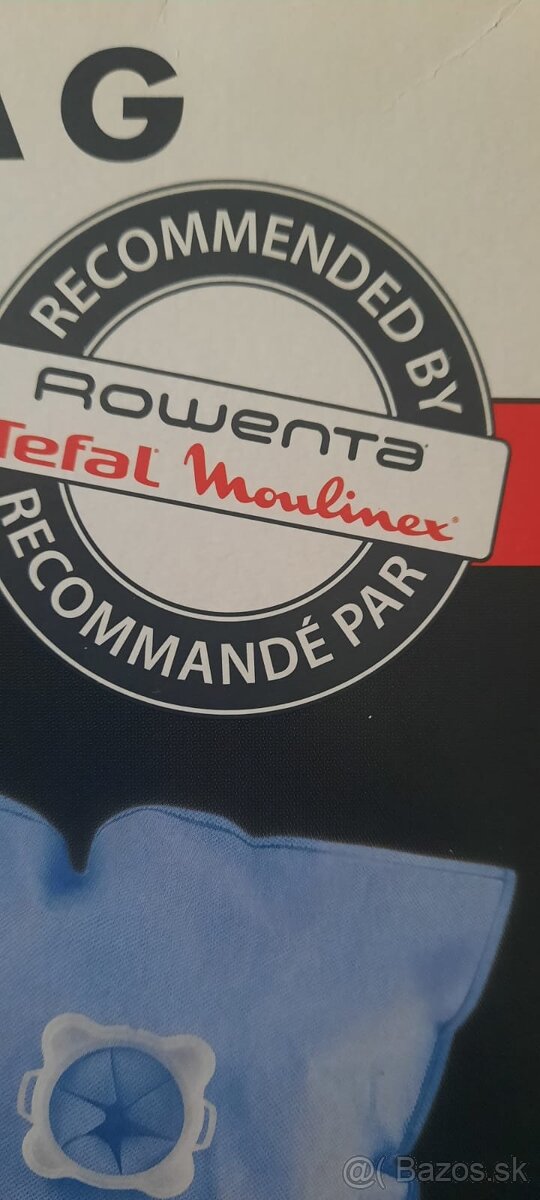 AG
RECOMMENDED BY
Rowenta
Tefal Moulinex
RECOMMANDÉ PAR
@( Bazos.sk